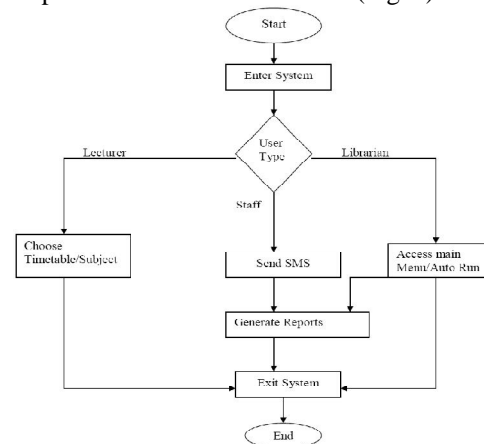 Start
Enter System
User
Type
Lecturer
Librarian
Staff
Choose
Timetable/Subject
Send SMS
Access main
Menu/Auto Run
Generate Reports
Exit System
End